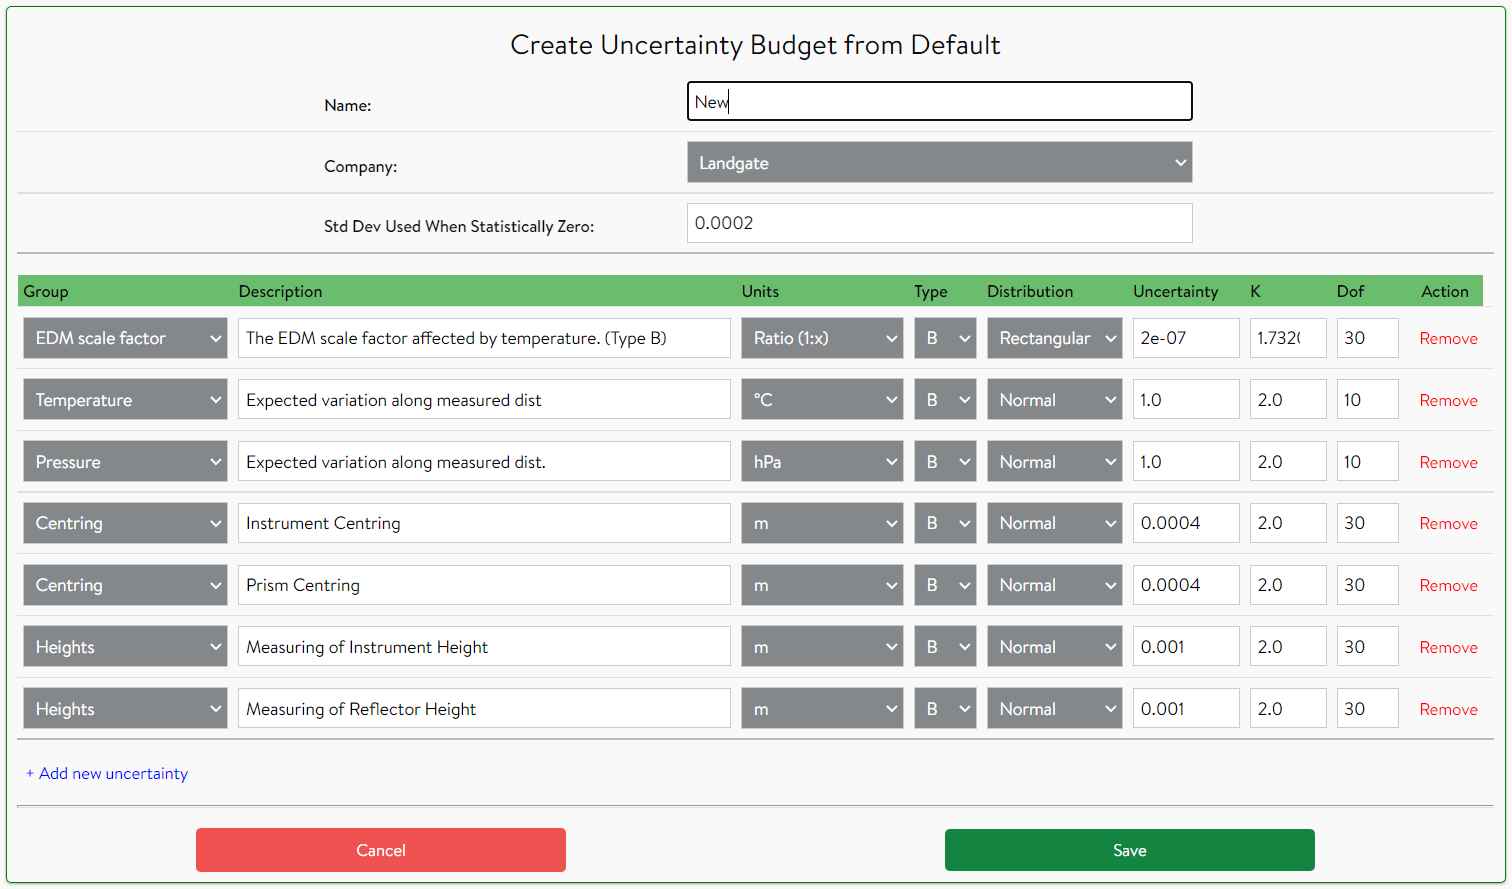 Create Uncertainty Budget from Default
Name: New
Company: Landgate
Std Dev Used When Statistically Zero: 0.0002
Group Description Units Type Distribution Uncertainty K Dof Action
EDM scale factor The EDM scale factor affected by temperature. (Type B) Ratio (1:x) B Rectangular 2e-07 1.732 30 Remove
Temperature Expected variation along measured dist °C B Normal 1.0 2.0 10 Remove
Pressure Expected variation along measured dist. hPa B Normal 1.0 2.0 10 Remove
Centring Instrument Centring m B Normal 0.0004 2.0 30 Remove
Centring Prism Centring m B Normal 0.0004 2.0 30 Remove
Heights Measuring of Instrument Height m B Normal 0.001 2.0 30 Remove
Heights Measuring of Reflector Height m B Normal 0.001 2.0 30 Remove
+ Add new uncertainty
Cancel Save